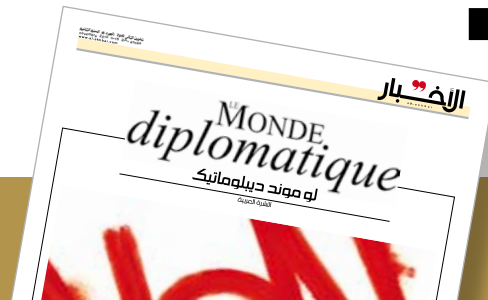 الأخبار
LE
MONDE
diplomatique
لو موند ديبلوماتيك
النشرة العربية